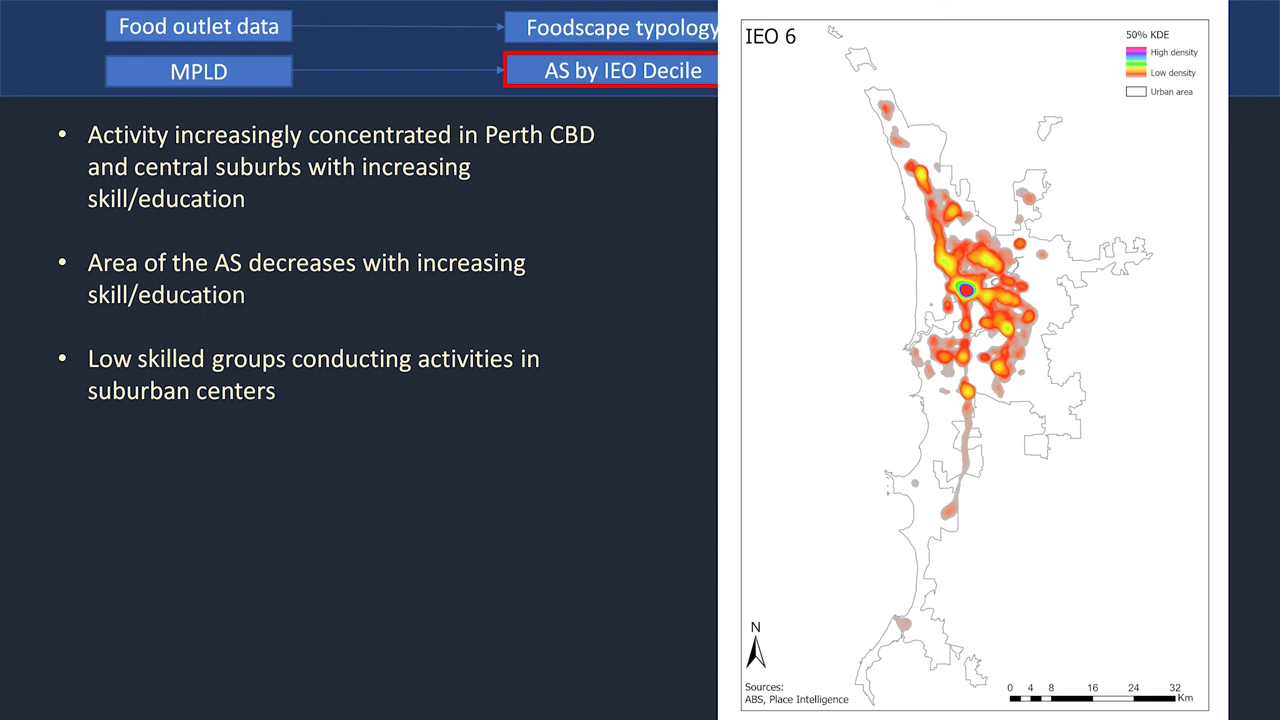 Food outlet data
Foodscape typology
MPLD
AS by IEO Decile
• Activity increasingly concentrated in Perth CBD
and central suburbs with increasing
skill/education
• Area of the AS decreases with increasing
skill/education
• Low skilled groups conducting activities in
suburban centers
IEO 6
50% KDE
High density
Low density
Urban area
N
Sources:
ABS, Place Intelligence
0 4 8 16 24 32
Km